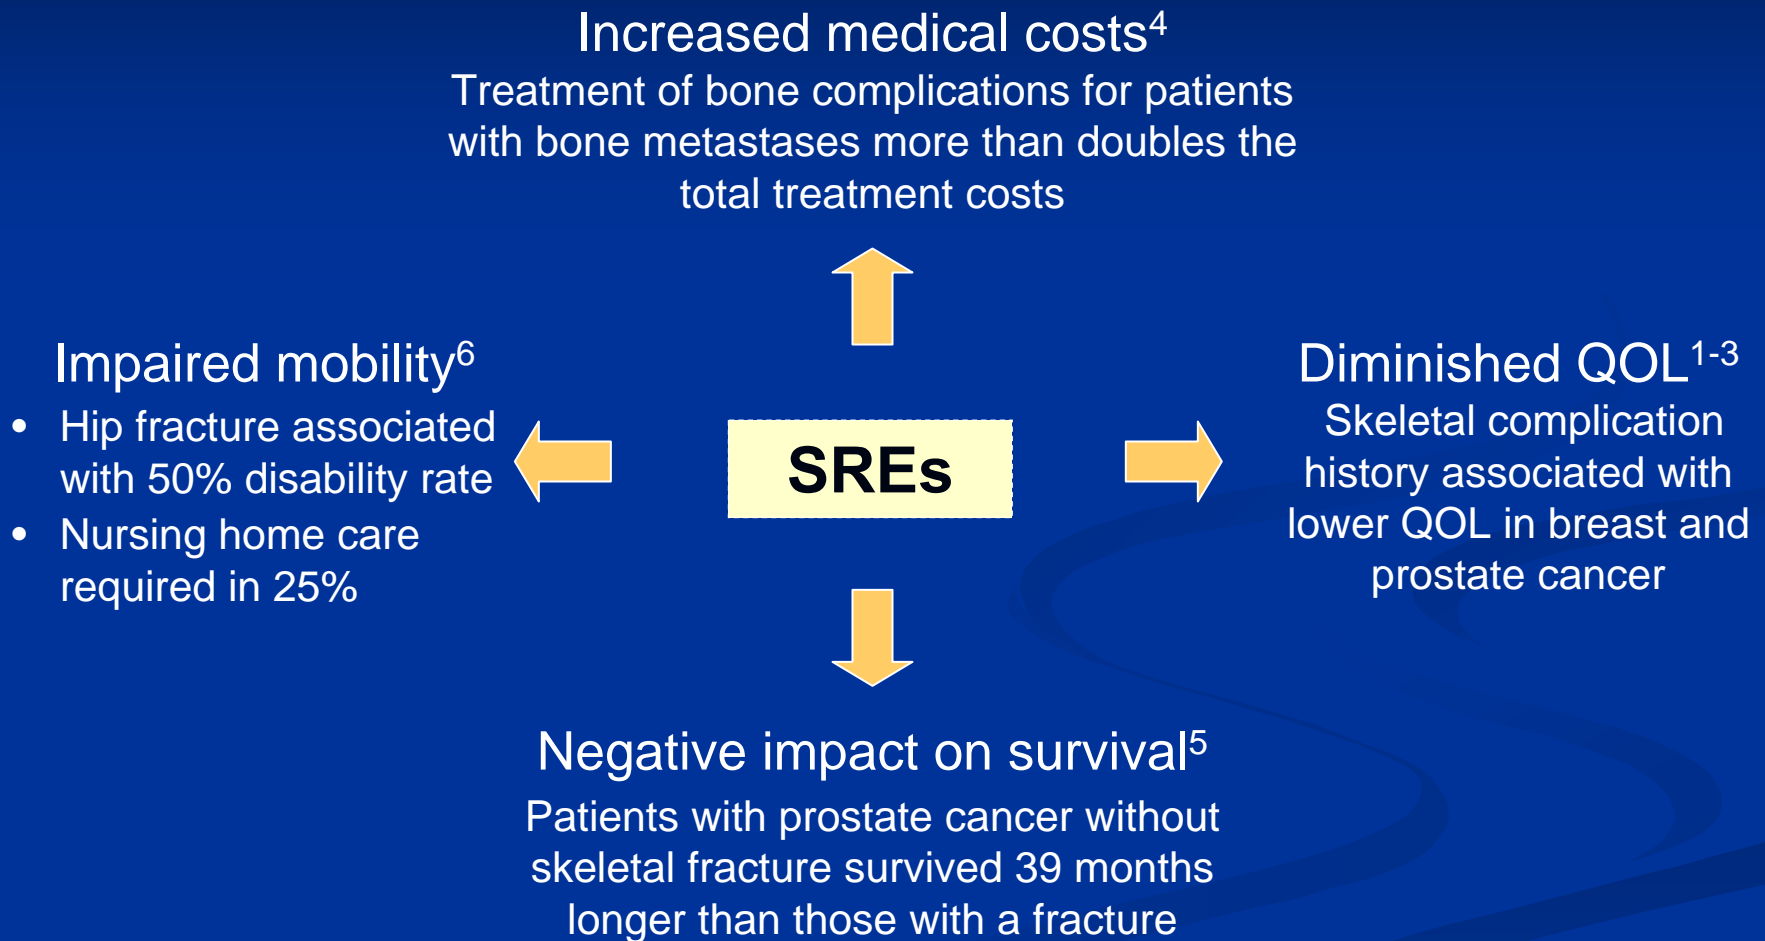 Increased medical costs4
Treatment of bone complications for patients
with bone metastases more than doubles the
total treatment costs
Impaired mobility6
• Hip fracture associated
with 50% disability rate
• Nursing home care
required in 25%
SREs
Diminished QOL1-3
Skeletal complication
history associated with
lower QOL in breast and
prostate cancer
Negative impact on survival5
Patients with prostate cancer without
skeletal fracture survived 39 months
longer than those with a fracture